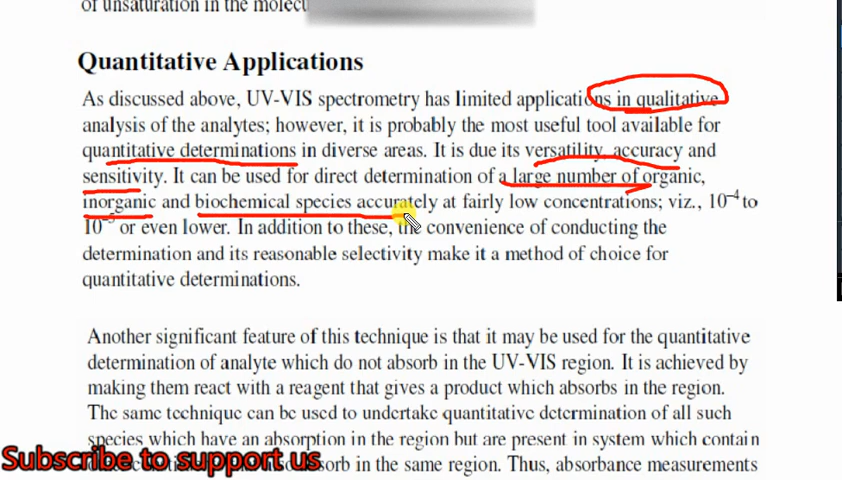 of unsaturation in the molecu
Quantitative Applications
As discussed above, UV-VIS spectrometry has limited applications in qualitative
analysis of the analytes; however, it is probably the most useful tool available for
quantitative determinations in diverse areas. It is due its versatility, accuracy and
sensitivity. It can be used for direct determination of a large number of organic,
inorganic and biochemical species accurately at fairly low concentrations; viz., 10⁻⁴ to
or even lower. In addition to these, the convenience of conducting the
determination and its reasonable selectivity make it a method of choice for
quantitative determinations.
Another significant feature of this technique is that it may be used for the quantitative
determination of analyte which do not absorb in the UV-VIS region. It is achieved by
making them react with a reagent that gives a product which absorbs in the region.
The same technique can be used to undertake quantitative determination of all such
species which have an absorption in the region but are present in system which contain
Subscribe to support us
sorb in the same region. Thus, absorbance measurements